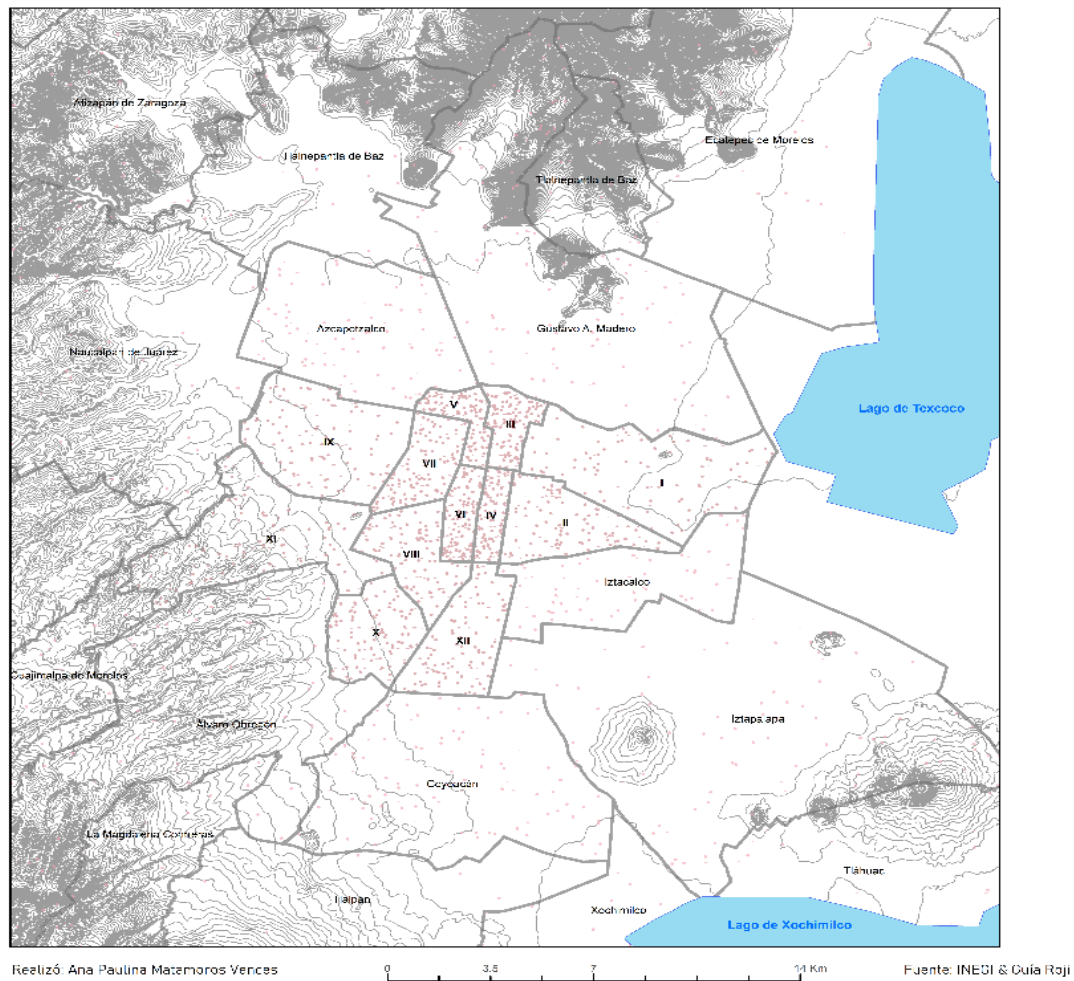 Atizapán de Zaragoza
Ecatepec de Morelos
Tlalnepantla de Baz
Tlalnepantla de Baz
Azcapotzalco
Gustavo A. Madero
Naucalpan de Juárez
Lago de Texcoco
V
III
IX
VII
I
VI
IV
II
XI
VIII
Iztacalco
X
XII
Cuajimalpa de Morelos
Alvaro Obregón
Iztapalapa
Coyoacán
La Magdalena Contreras
Tláhuac
Tlalpan
Xochimilco
Lago de Xochimilco
Realizó: Ana Paulina Matamoros Vences
0 3.5 7 14 Km
Fuente: INEGI & Guía Roji